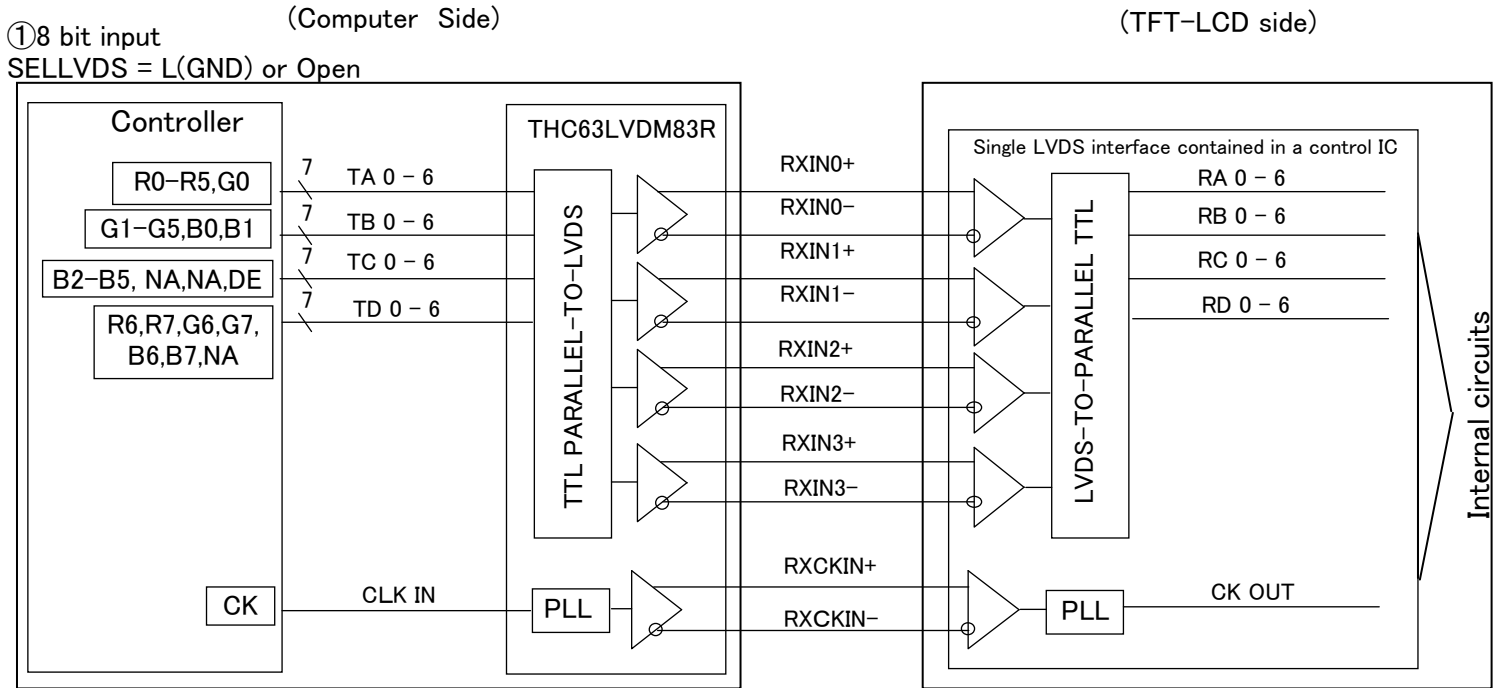 (Computer Side)
(TFT-LCD side)
①8 bit input
SELLVDS = L(GND) or Open
Controller
R0-R5,G0
G1-G5,B0,B1
B2-B5, NA,NA,DE
R6,R7,G6,G7,
B6,B7,NA
CK
7
TA 0 - 6
7
TB 0 - 6
7
TC 0 - 6
7
TD 0 - 6
CLK IN
THC63LVDM83R
TTL PARALLEL-TO-LVDS
PLL
RXIN0+
RXIN0-
RXIN1+
RXIN1-
RXIN2+
RXIN2-
RXIN3+
RXIN3-
RXCKIN+
RXCKIN-
Single LVDS interface contained in a control IC
LVDS-TO-PARALLEL TTL
PLL
RA 0 - 6
RB 0 - 6
RC 0 - 6
RD 0 - 6
CK OUT
Internal circuits